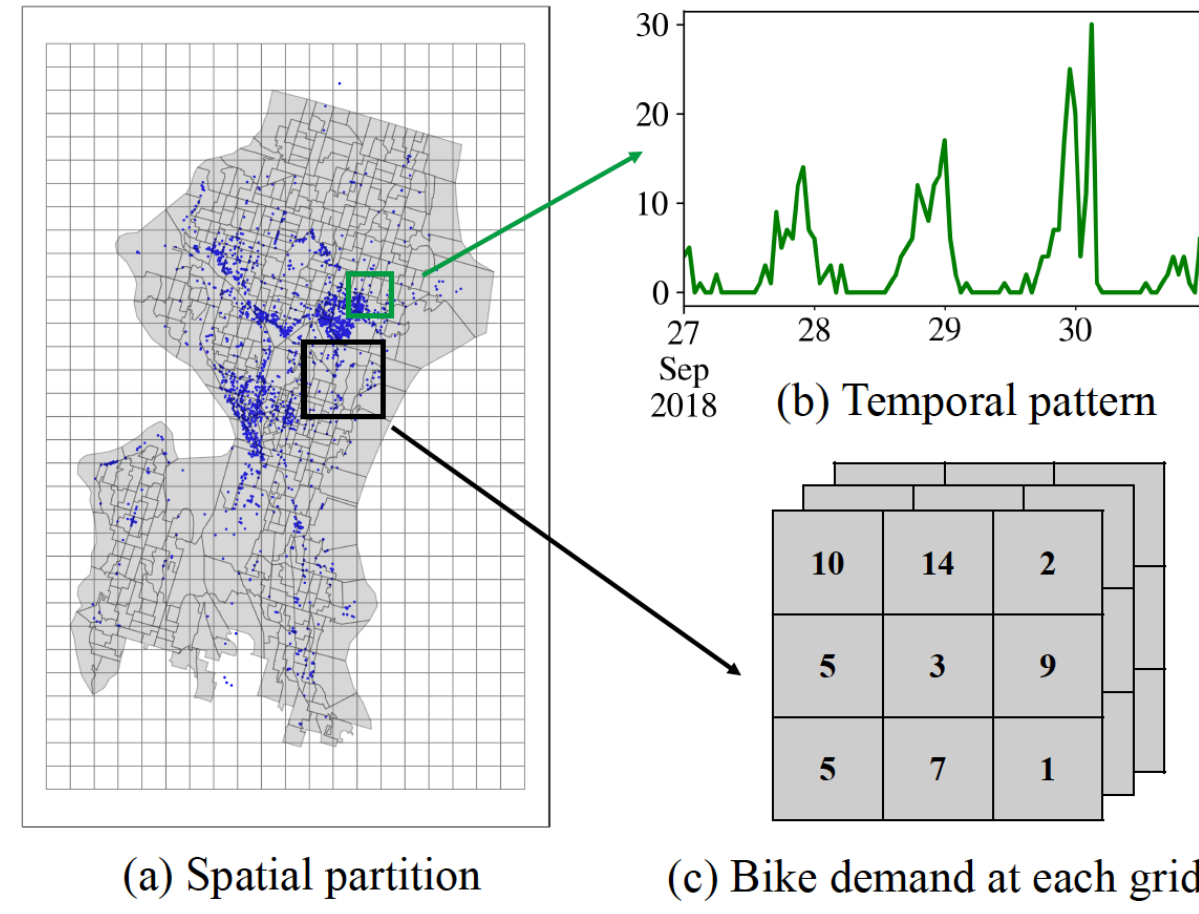 30
20
10
0
27
28
29
30
Sep
2018
(b) Temporal pattern
10 14 2
5 3 9
5 7 1
(a) Spatial partition
(c) Bike demand at each grid